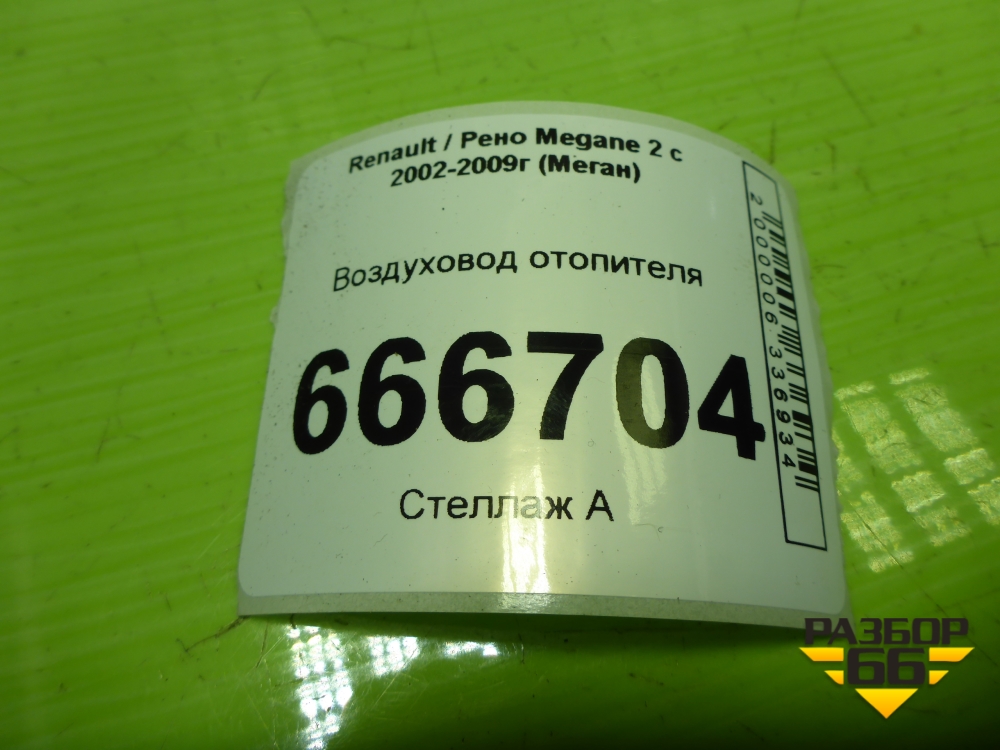 Renault / Рено Megane 2 с
2002-2009г (Меган)
Воздуховод отопителя
666704
Стеллаж А
2000006336934
РАЗБОР
66